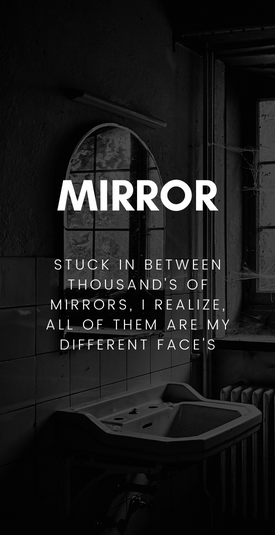 MIRROR
STUCK IN BETWEEN
THOUSAND'S OF
MIRRORS, I REALIZE,
ALL OF THEM ARE MY
DIFFERENT FACE'S